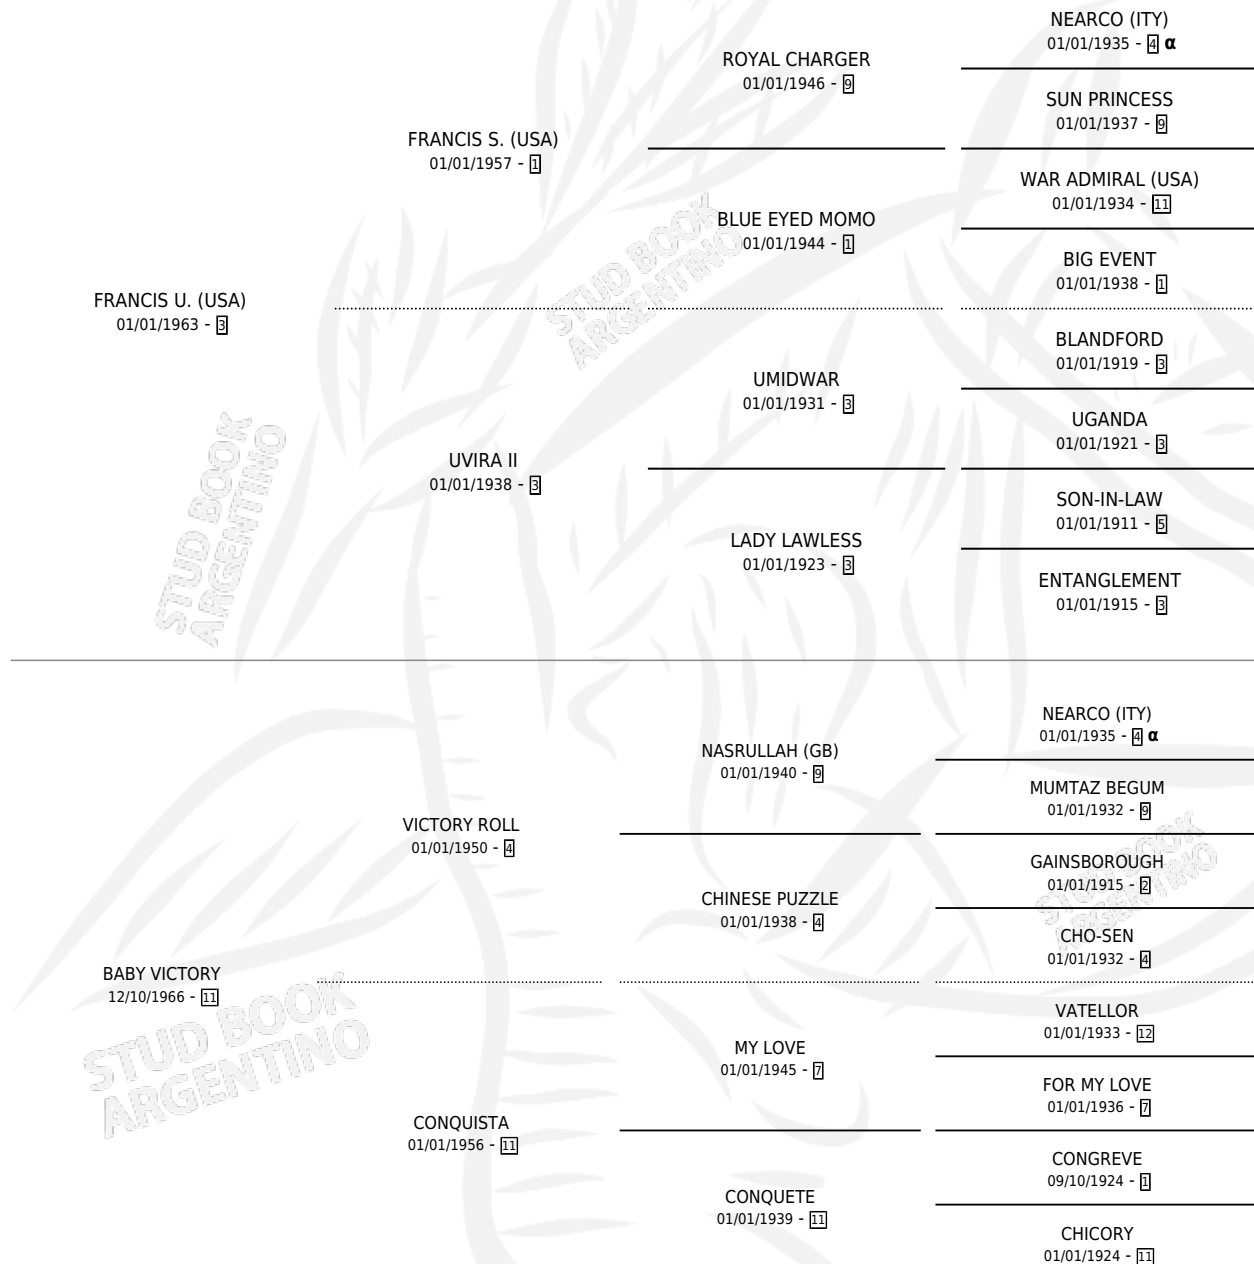 NEARCO (ITY)
01/01/1935 - 4 α
ROYAL CHARGER
01/01/1946 - 9
SUN PRINCESS
01/01/1937 - 9
FRANCIS S. (USA)
01/01/1957 - 1
WAR ADMIRAL (USA)
01/01/1934 - 11
BLUE EYED MOMO
01/01/1944 - 1
BIG EVENT
01/01/1938 - 1
FRANCIS U. (USA)
01/01/1963 - 3
BLANDFORD
01/01/1919 - 3
UMIDWAR
01/01/1931 - 3
UGANDA
01/01/1921 - 3
UVIRA II
01/01/1938 - 3
SON-IN-LAW
01/01/1911 - 5
LADY LAWLESS
01/01/1923 - 3
ENTANGLEMENT
01/01/1915 - 3
STUD BOOK
ARGENTINO
STUD BOOK
ARGENTINO
NEARCO (ITY)
01/01/1935 - 4 α
NASRULLAH (GB)
01/01/1940 - 9
MUMTAZ BEGUM
01/01/1932 - 9
VICTORY ROLL
01/01/1950 - 4
GAINSBOROUGH
01/01/1915 - 2
CHINESE PUZZLE
01/01/1938 - 4
CHO-SEN
01/01/1932 - 4
BABY VICTORY
12/10/1966 - 11
VATELLOR
01/01/1933 - 12
MY LOVE
01/01/1945 - 7
FOR MY LOVE
01/01/1936 - 7
CONQUISTA
01/01/1956 - 11
CONGREVE
09/10/1924 - 1
CONQUETE
01/01/1939 - 11
CHICORY
01/01/1924 - 11
STUD BOOK
ARGENTINO
STUD BOOK
ARGENTINO